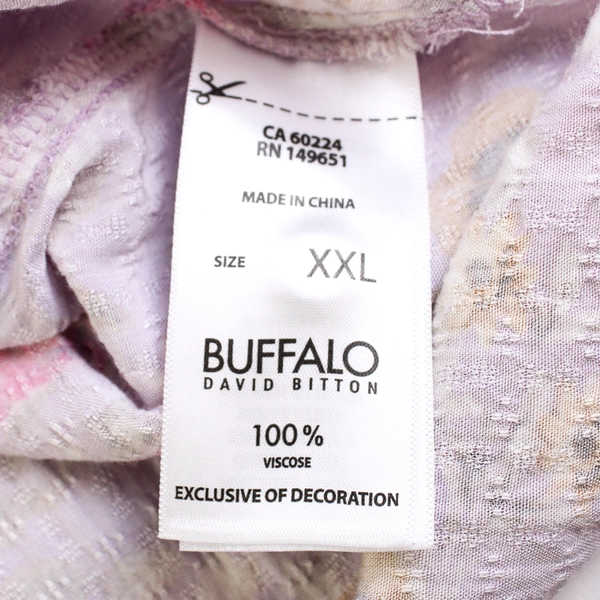 CA 60224
RN 149651
MADE IN CHINA
SIZE XXL
BUFFALO
DAVID BITTON
100%
VISCOSE
EXCLUSIVE OF DECORATION